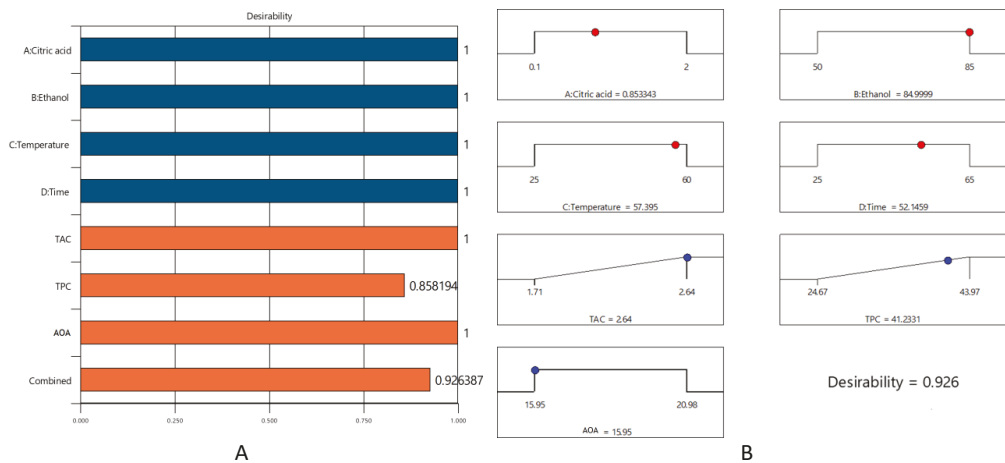 Desirability
A:Citric acid
1
B:Ethanol
1
C:Temperature
1
D:Time
1
TAC
1
TPC
0.858194
AOA
1
Combined
0.926387
0.000
0.250
0.500
0.750
1.000
A
0.1
2
A:Citric acid = 0.853343
50
85
B:Ethanol = 84.9999
25
60
C:Temperature = 57.395
25
65
D:Time = 52.1459
1.71
2.64
TAC = 2.64
24.67
43.97
TPC = 41.2331
15.95
20.98
AOA = 15.95
Desirability = 0.926
B